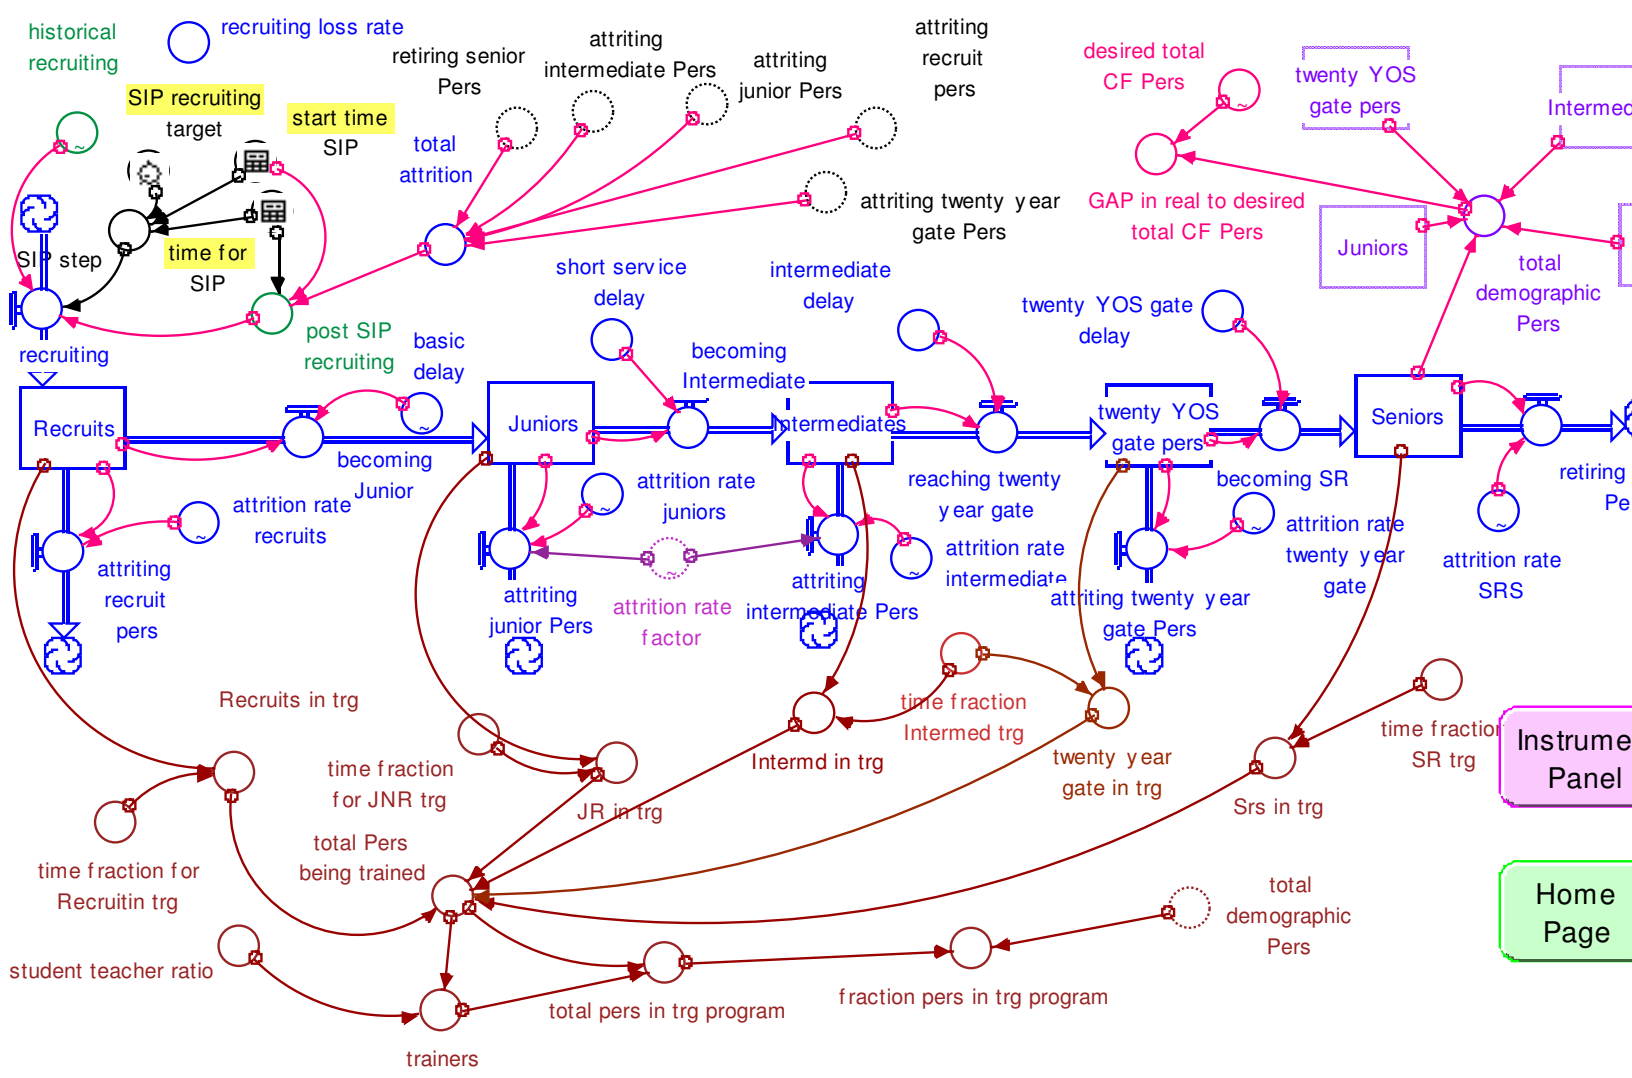 historical
recruiting
recruiting loss rate
SIP recruiting
target
start time
SIP
retiring senior
Pers
attriting
intermediate Pers
attriting
junior Pers
attriting
recruit
pers
desired total
CF Pers
twenty YOS
gate pers
Intermed
total
attrition
attriting twenty year
gate Pers
GAP in real to desired
total CF Pers
Juniors
total
demographic
Pers
SIP step
time for
SIP
recruiting
post SIP
recruiting
basic
delay
short service
delay
becoming
Intermediate
intermediate
delay
twenty YOS gate
delay
Recruits
becoming
Junior
Juniors
Intermediates
reaching twenty
year gate
twenty YOS
gate pers
becoming SR
Seniors
retiring
Pe
attrition rate
recruits
attriting
recruit
pers
attrition rate
juniors
attriting
junior Pers
attrition rate
factor
attriting
intermediate Pers
attrition rate
intermediate
attriting twenty year
gate Pers
attrition rate
twenty year
gate
attrition rate
SRS
Recruits in trg
time fraction for
Recruitin trg
time fraction
for JNR trg
JR in trg
total Pers
being trained
Intermd in trg
time fraction
Intermed trg
twenty year
gate in trg
Srs in trg
time fraction
SR trg
Instrume
Panel
Home
Page
student teacher ratio
trainers
total pers in trg program
fraction pers in trg program
total
demographic
Pers